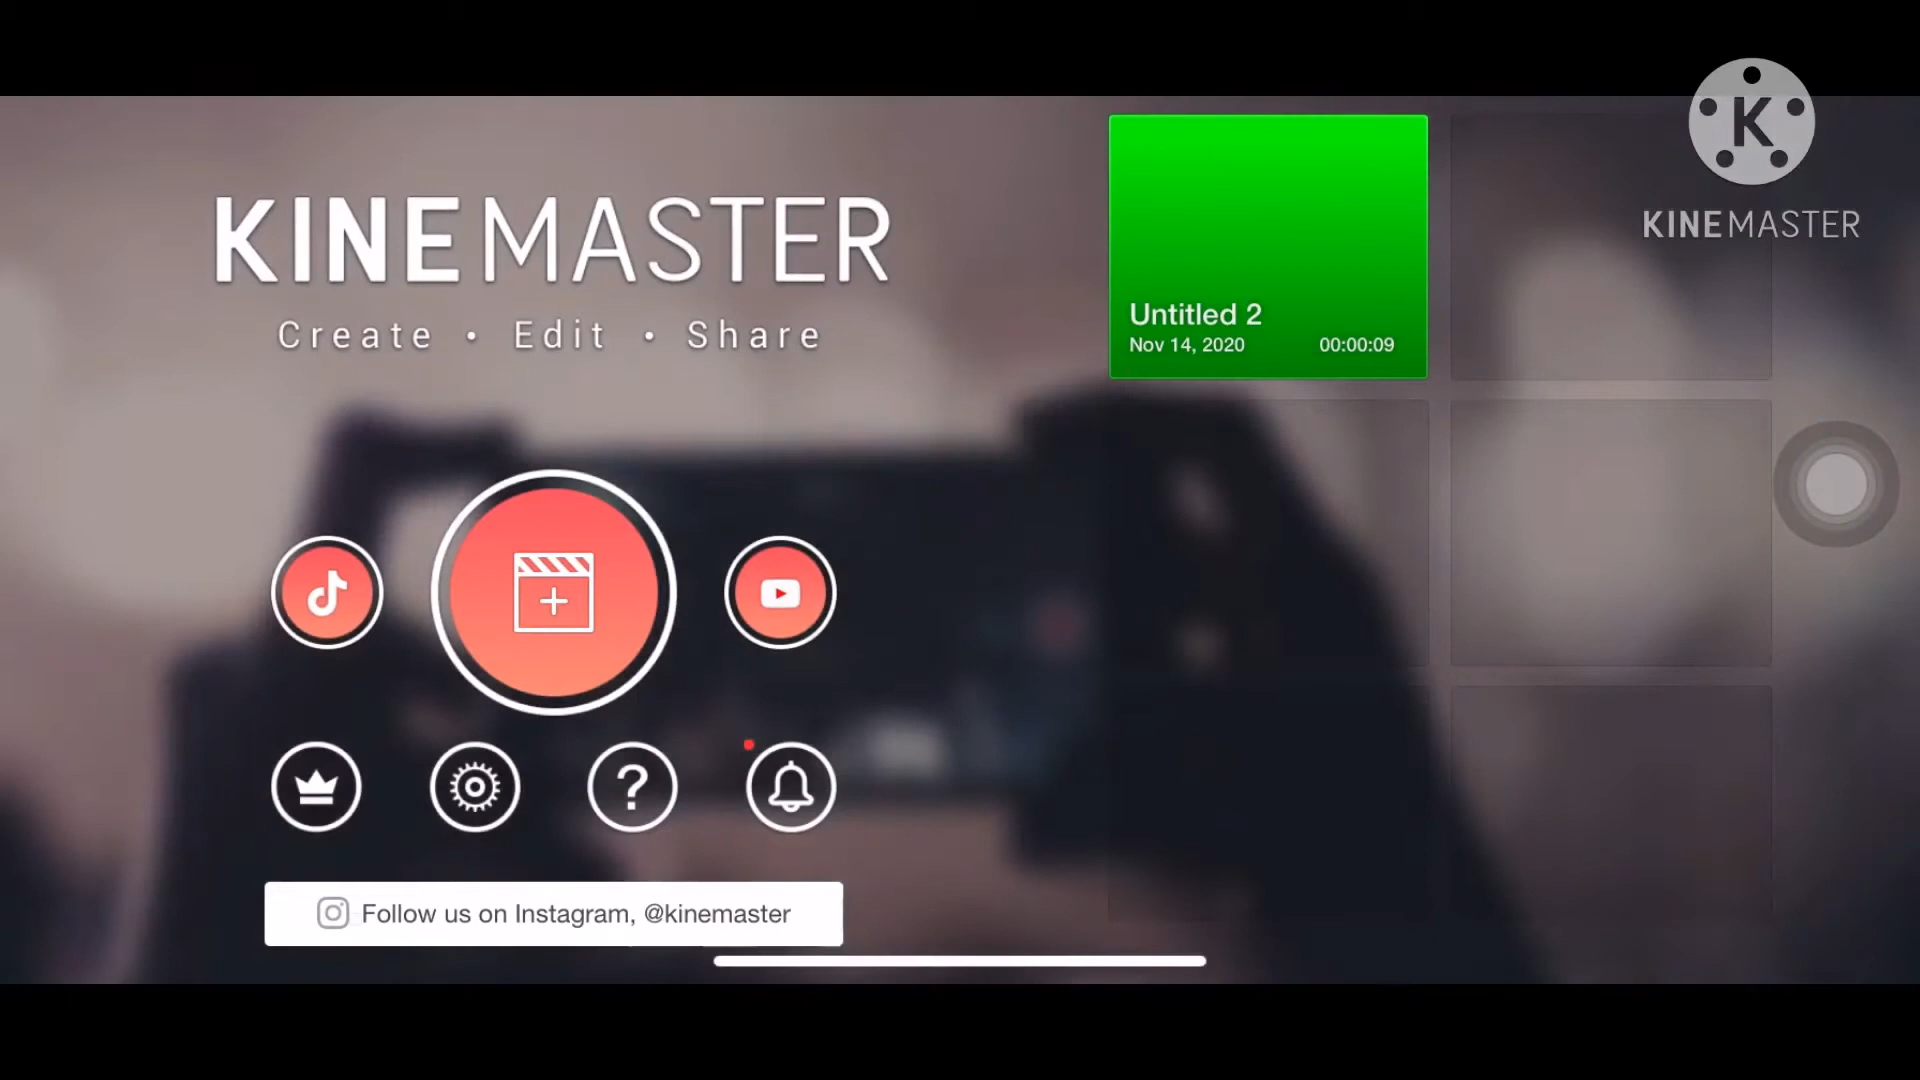 KINEMASTER
Create • Edit • Share
Untitled 2
Nov 14, 2020 00:00:09
K
KINEMASTER
?
Follow us on Instagram, @kinemaster